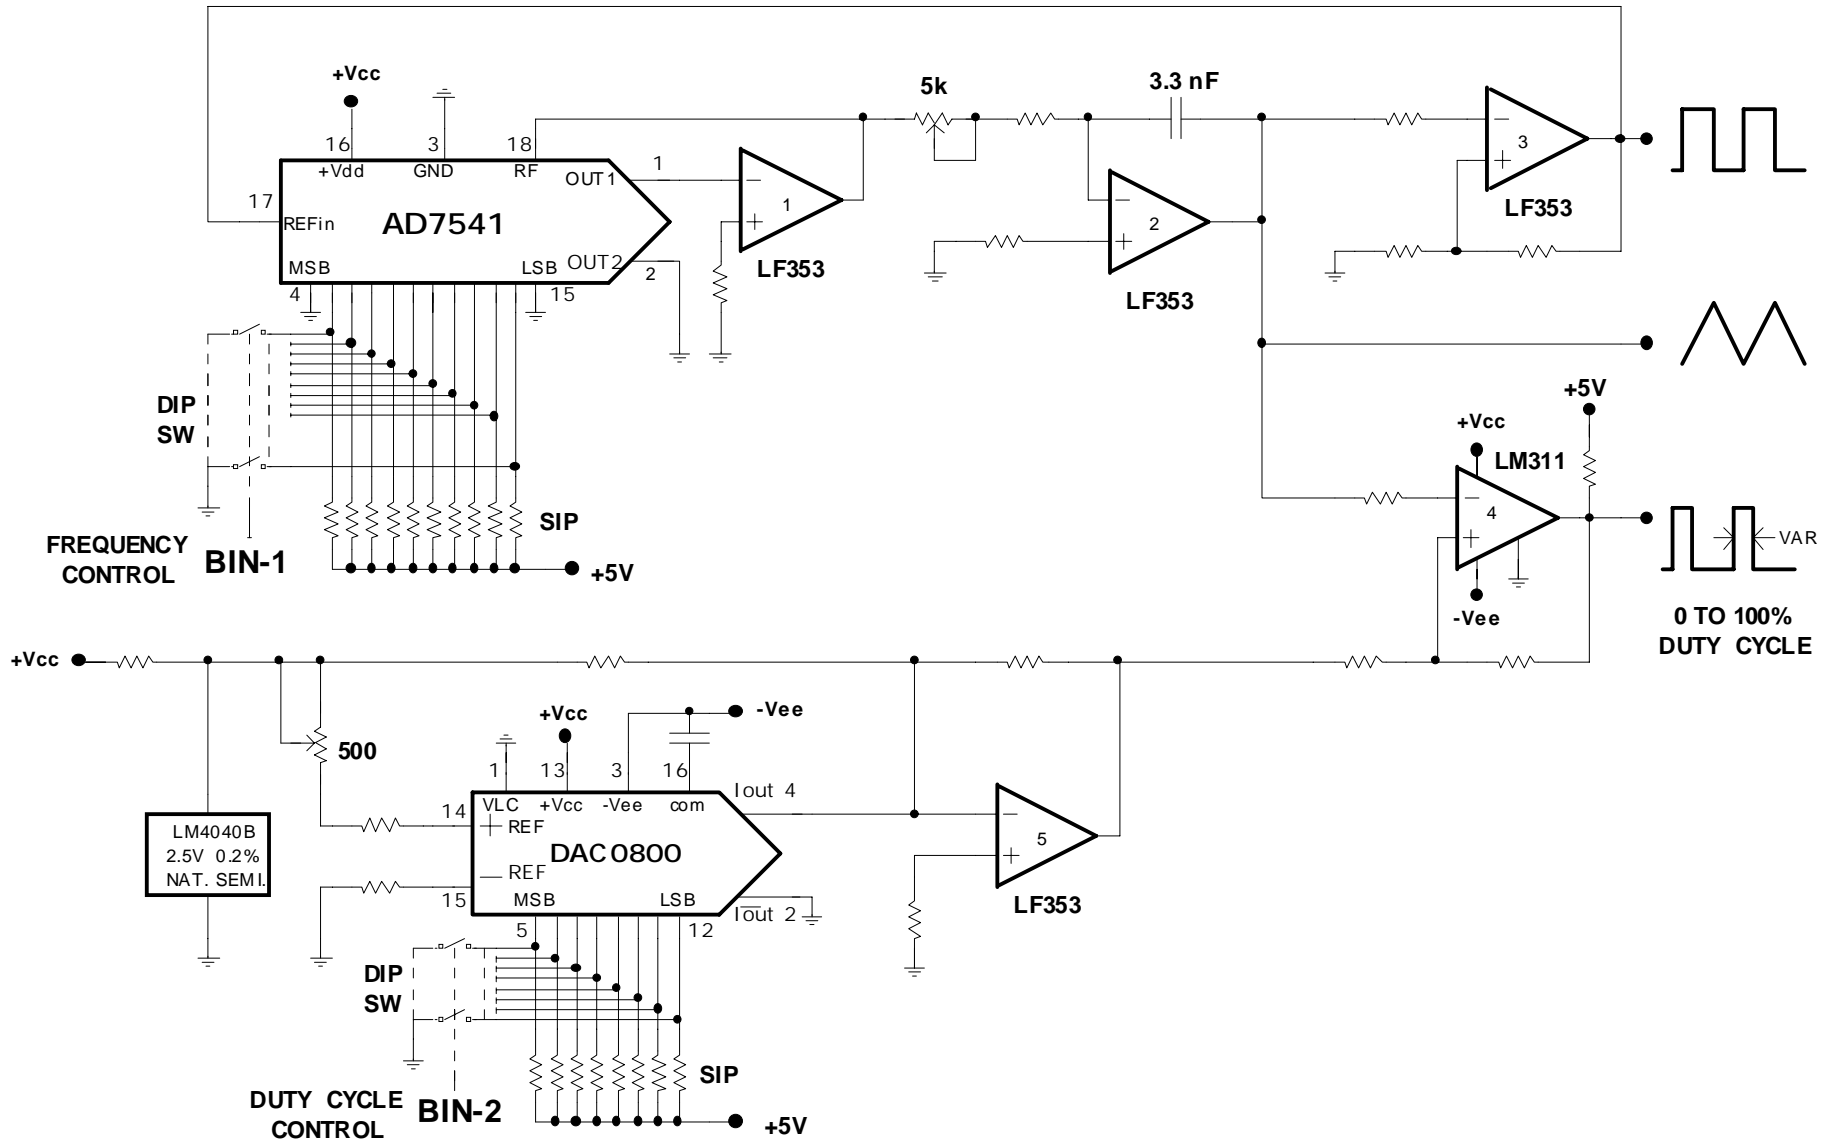 +Vcc
5k
3.3 nF
16
3
18
+Vdd
GND
RF
OUT1
1
17
REFin
AD7541
MSB
LSB
OUT2
4
15
2
1
LF353
2
LF353
3
LF353
DIP
SW
FREQUENCY
CONTROL
BIN-1
SIP
+5V
+5V
+Vcc
LM311
4
-Vee
VAR
0 TO 100%
DUTY CYCLE
+Vcc
500
LM4040B
2.5V 0.2%
NAT. SEMI.
+Vcc
-Vee
1
13
3
16
VLC
+Vcc
-Vee
com
Iout 4
14
+ REF
DAC0800
— REF
15
MSB
LSB
Iout 2
5
12
5
LF353
DIP
SW
DUTY CYCLE
CONTROL
BIN-2
SIP
+5V